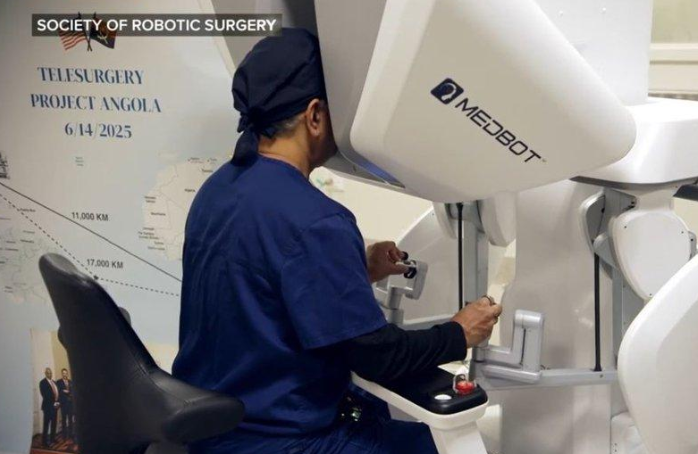 SOCIETY OF ROBOTIC SURGERY
TELESURGERY
PROJECT ANGOLA
6/14/2025
11,000 KM
17,000 KM
MEDBOT